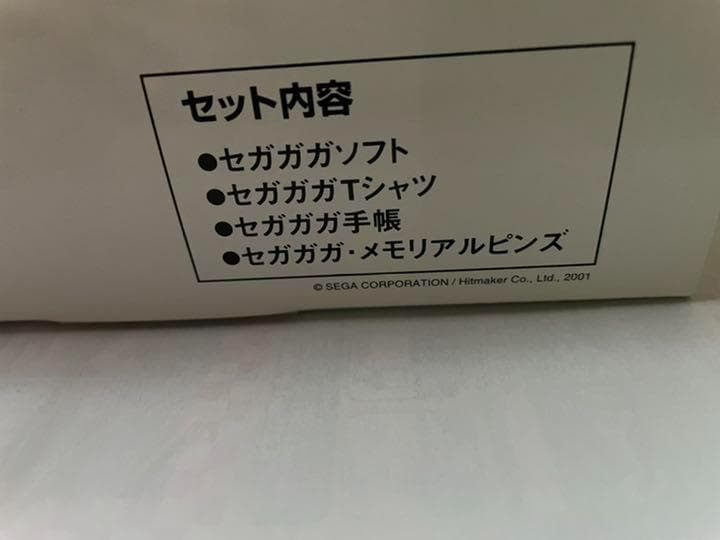 セット内容
●セガガガソフト
●セガガガTシャツ
●セガガガ手帳
●セガガガ・メモリアルピンズ
© SEGA CORPORATION / Hitmaker Co., Ltd., 2001